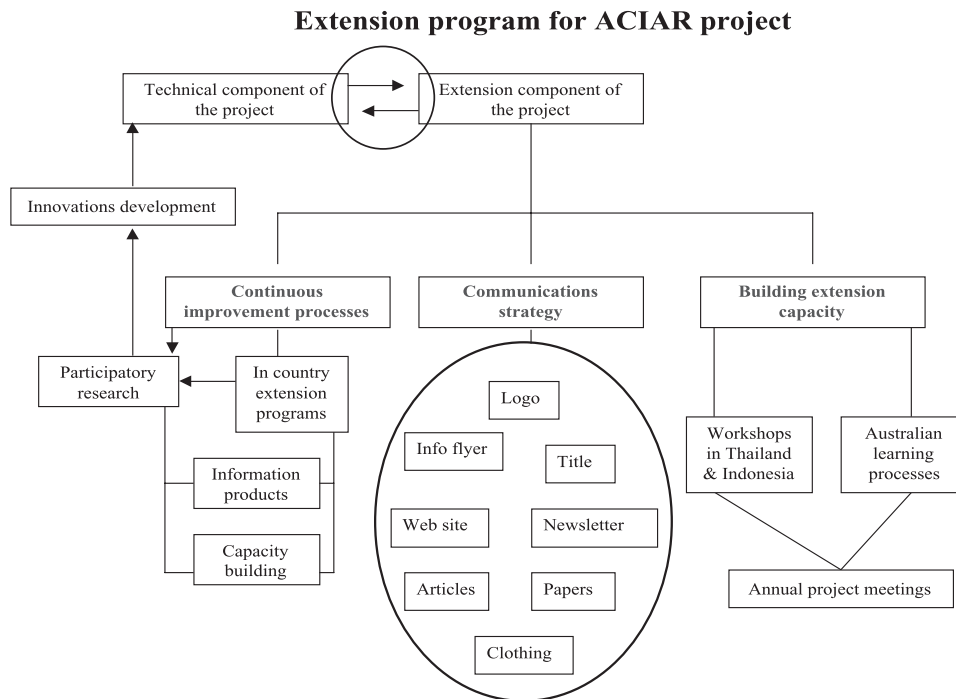 Extension program for ACIAR project
Technical component of
the project
Extension component of
the project
Innovations development
Continuous
improvement processes
Communications
strategy
Building extension
capacity
Participatory
research
In country
extension
programs
Information
products
Capacity
building
Logo
Info flyer
Title
Web site
Newsletter
Articles
Papers
Clothing
Workshops
in Thailand
& Indonesia
Australian
learning
processes
Annual project meetings